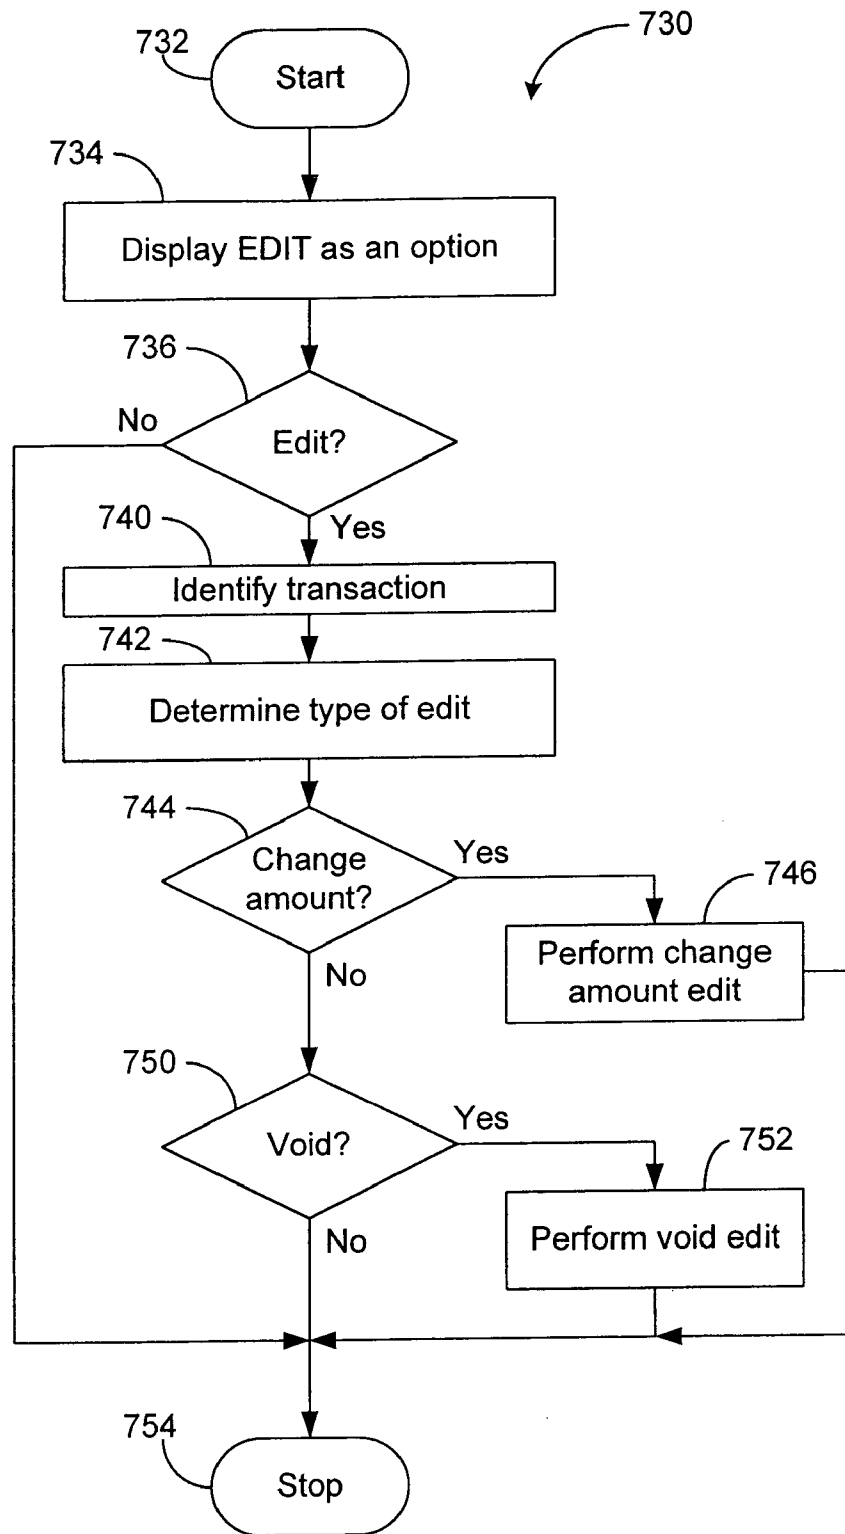 730
732
Start
734
Display EDIT as an option
736
No
Edit?
Yes
740
Identify transaction
742
Determine type of edit
744
Change
amount?
Yes
746
Perform change
amount edit
No
750
Void?
Yes
752
Perform void edit
No
754
Stop